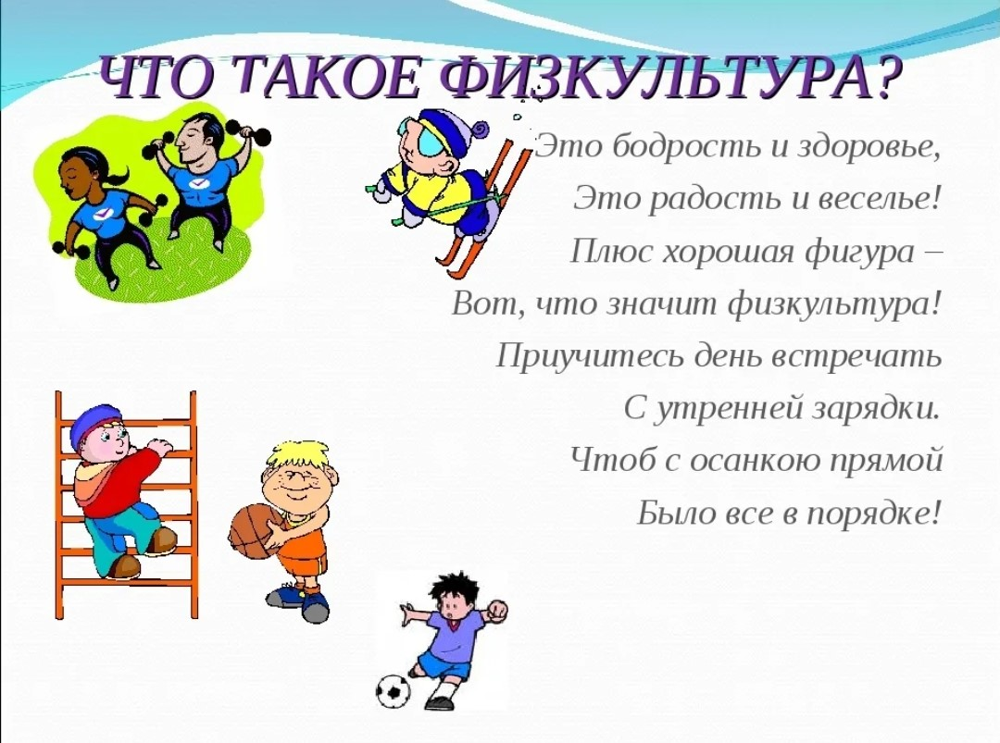 ЧТО ТАКОЕ ФИЗКУЛЬТУРА?
Это бодрость и здоровье,
Это радость и веселье!
Плюс хорошая фигура –
Вот, что значит физкультура!
Приучитесь день встречать
С утренней зарядки.
Чтоб с осанкою прямой
Было все в порядке!